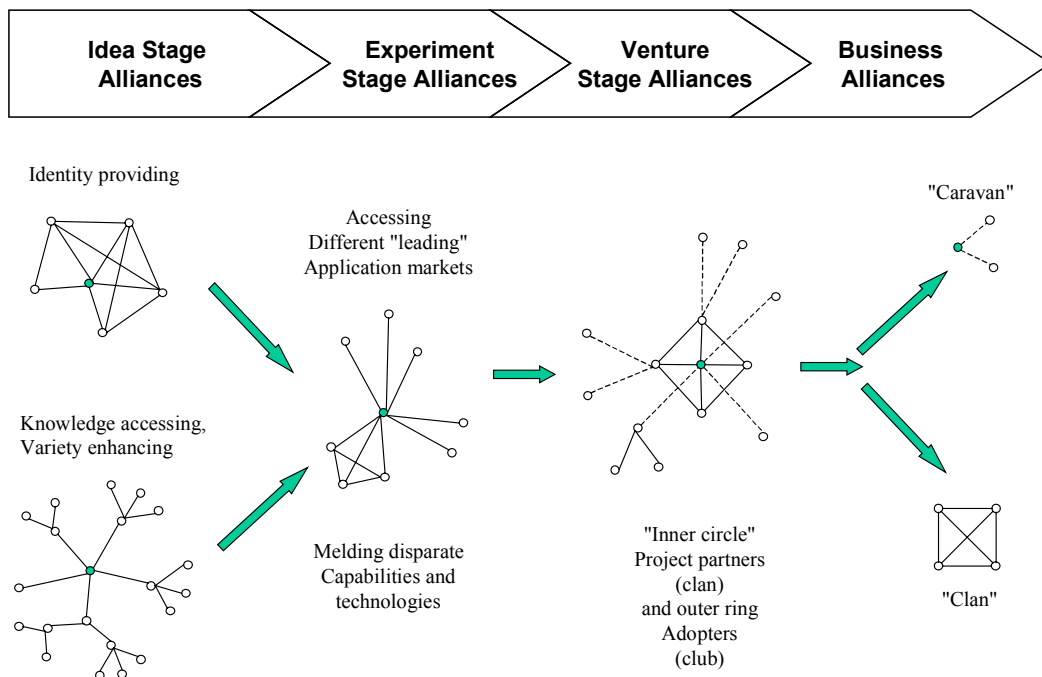 Idea Stage
Alliances
Experiment
Stage Alliances
Venture
Stage Alliances
Business
Alliances
Identity providing
Knowledge accessing,
Variety enhancing
Accessing
Different "leading"
Application markets
Melding disparate
Capabilities and
technologies
"Inner circle"
Project partners
(clan)
and outer ring
Adopters
(club)
"Caravan"
"Clan"